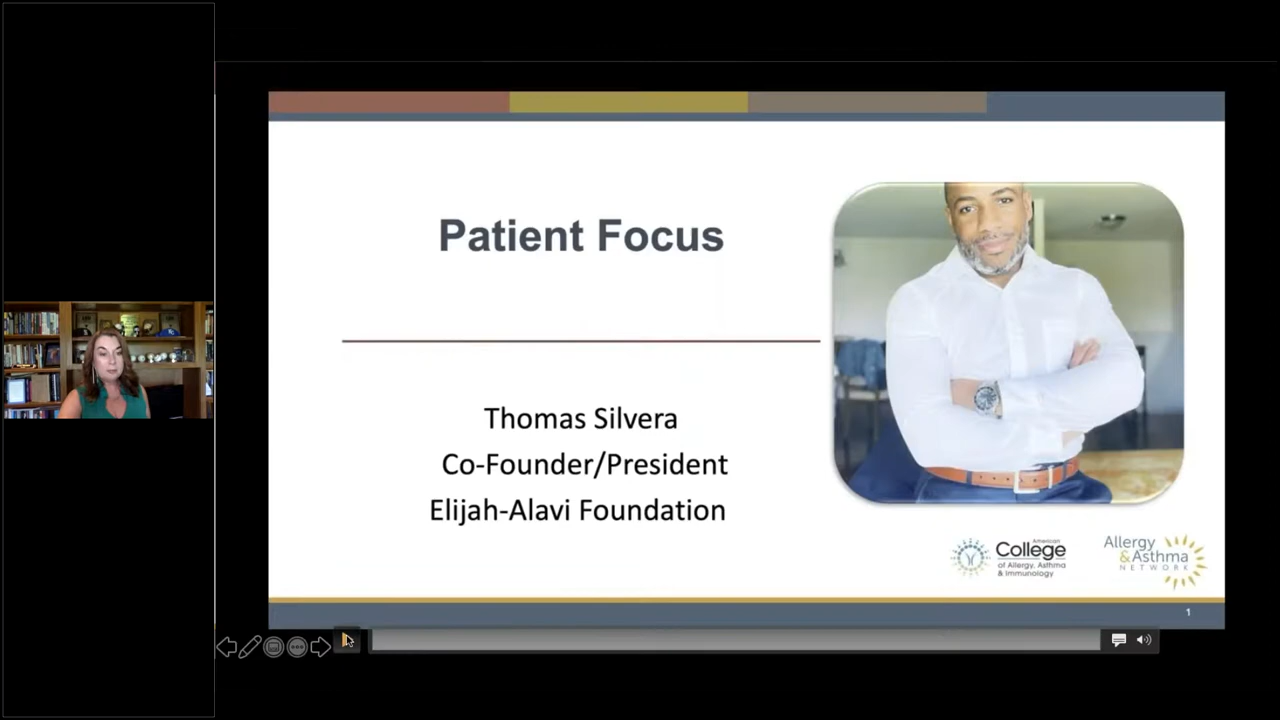 Patient Focus
Thomas Silvera
Co-Founder/President
Elijah-Alavi Foundation
American
College
of Allergy, Asthma
& Immunology
Allergy
&Asthma
NETWORK
1